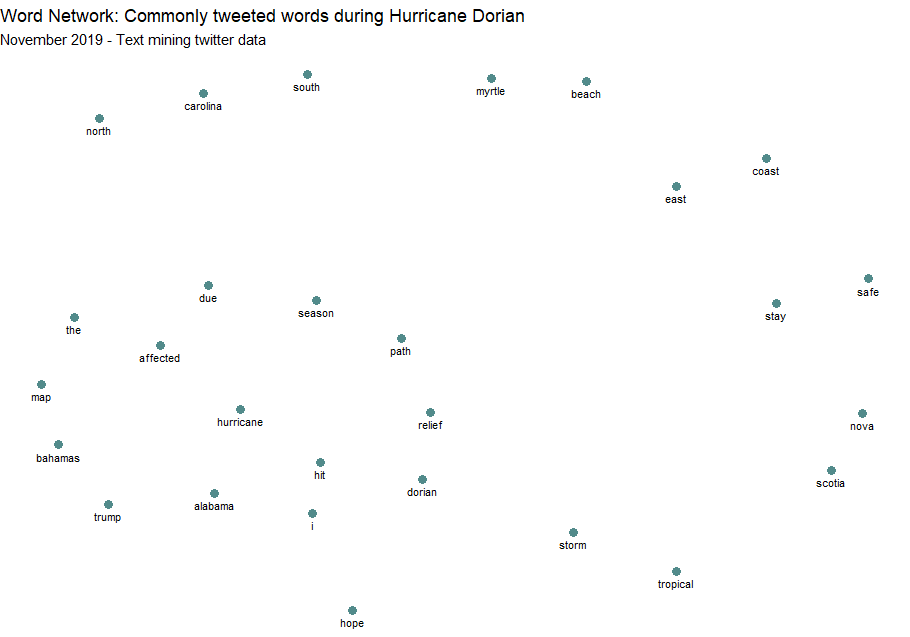 Word Network: Commonly tweeted words during Hurricane Dorian
November 2019 - Text mining twitter data
south
myrtle
beach
carolina
north
coast
east
safe
due
season
stay
the
path
affected
map
hurricane
relief
nova
bahamas
hit
scotia
dorian
alabama
trump
i
storm
tropical
hope